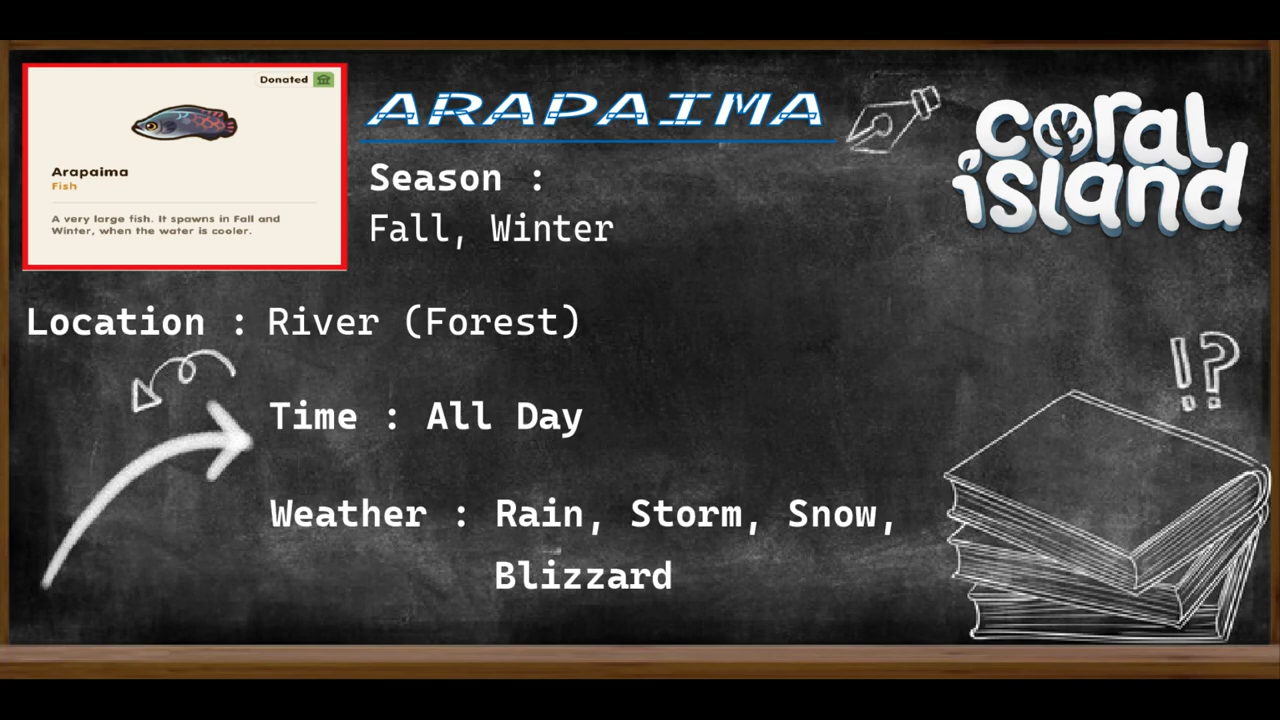 Donated
Arapaima
Fish
A very large fish. It spawns in Fall and
Winter, when the water is cooler.
ARAPAIMA
coral
island
Season :
Fall, Winter
Location : River (Forest)
!?
Time : All Day
Weather : Rain, Storm, Snow,
Blizzard